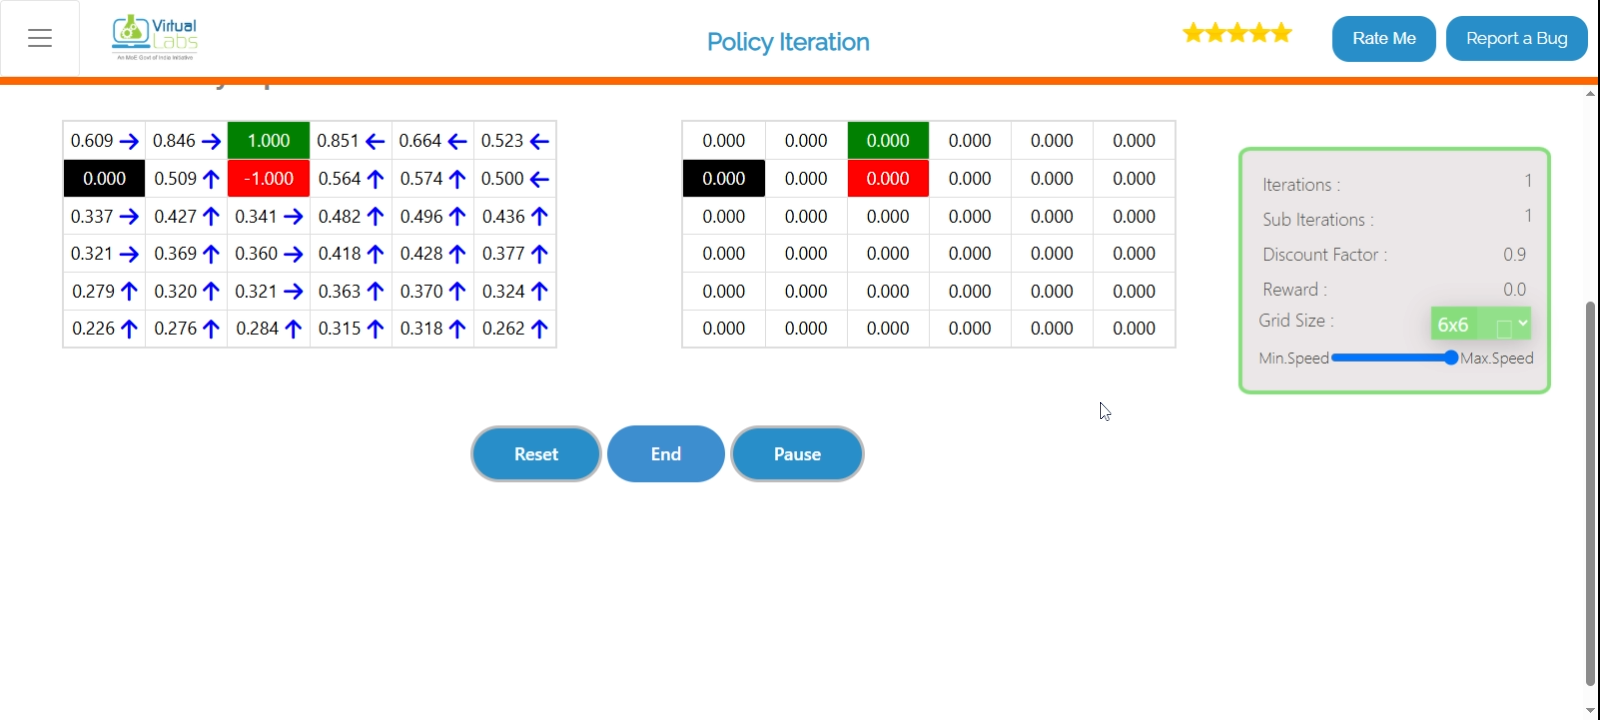 Virtual
Labs
An MoE Govt of India Initiative
Policy Iteration
Rate Me
Report a Bug
0.609 0.846 1.000 0.851 0.664 0.523
0.000 0.509 -1.000 0.564 0.574 0.500
0.337 0.427 0.341 0.482 0.496 0.436
0.321 0.369 0.360 0.418 0.428 0.377
0.279 0.320 0.321 0.363 0.370 0.324
0.226 0.276 0.284 0.315 0.318 0.262
0.000 0.000 0.000 0.000 0.000 0.000
0.000 0.000 0.000 0.000 0.000 0.000
0.000 0.000 0.000 0.000 0.000 0.000
0.000 0.000 0.000 0.000 0.000 0.000
0.000 0.000 0.000 0.000 0.000 0.000
0.000 0.000 0.000 0.000 0.000 0.000
Iterations : 1
Sub Iterations : 1
Discount Factor : 0.9
Reward : 0.0
Grid Size : 6x6
Min.Speed Max.Speed
Reset
End
Pause